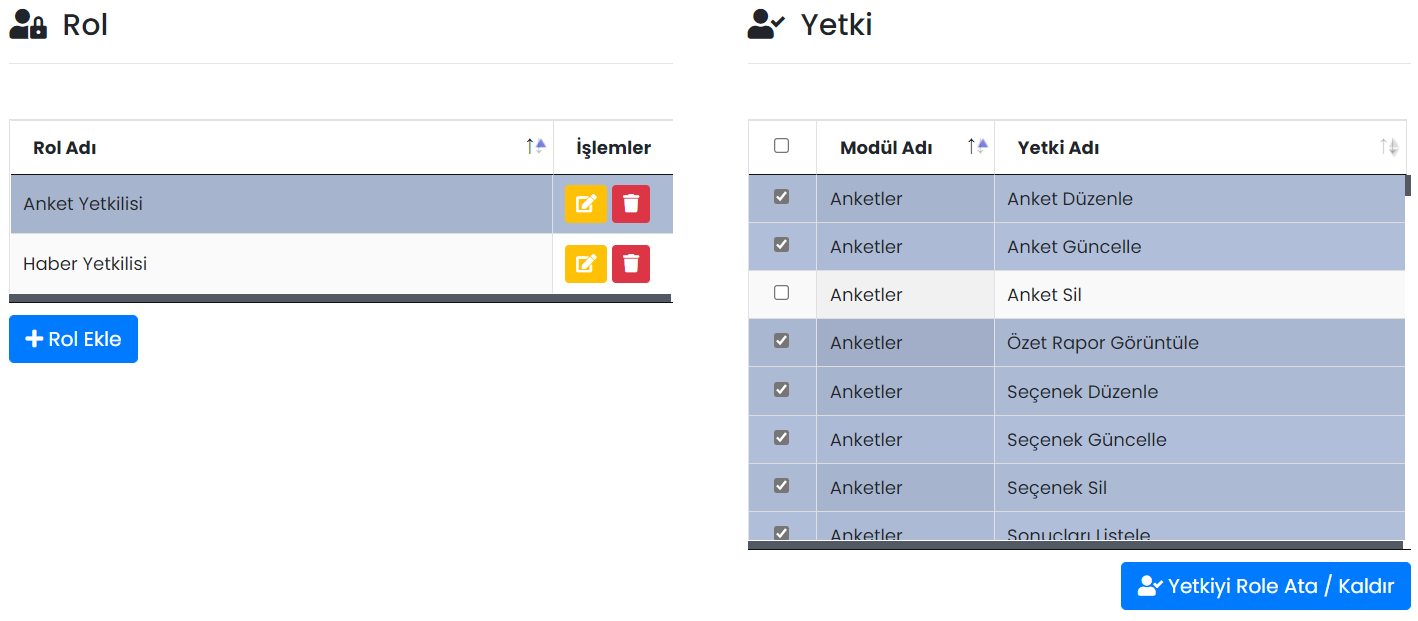 Rol
Rol Adı İşlemler
Anket Yetkilisi
Haber Yetkilisi
Rol Ekle
Yetki
Modül Adı Yetki Adı
Anketler Anket Düzenle
Anketler Anket Güncelle
Anketler Anket Sil
Anketler Özet Rapor Görüntüle
Anketler Seçenek Düzenle
Anketler Seçenek Güncelle
Anketler Seçenek Sil
Anketler Sonuçları Listele
Yetkiyi Role Ata / Kaldır